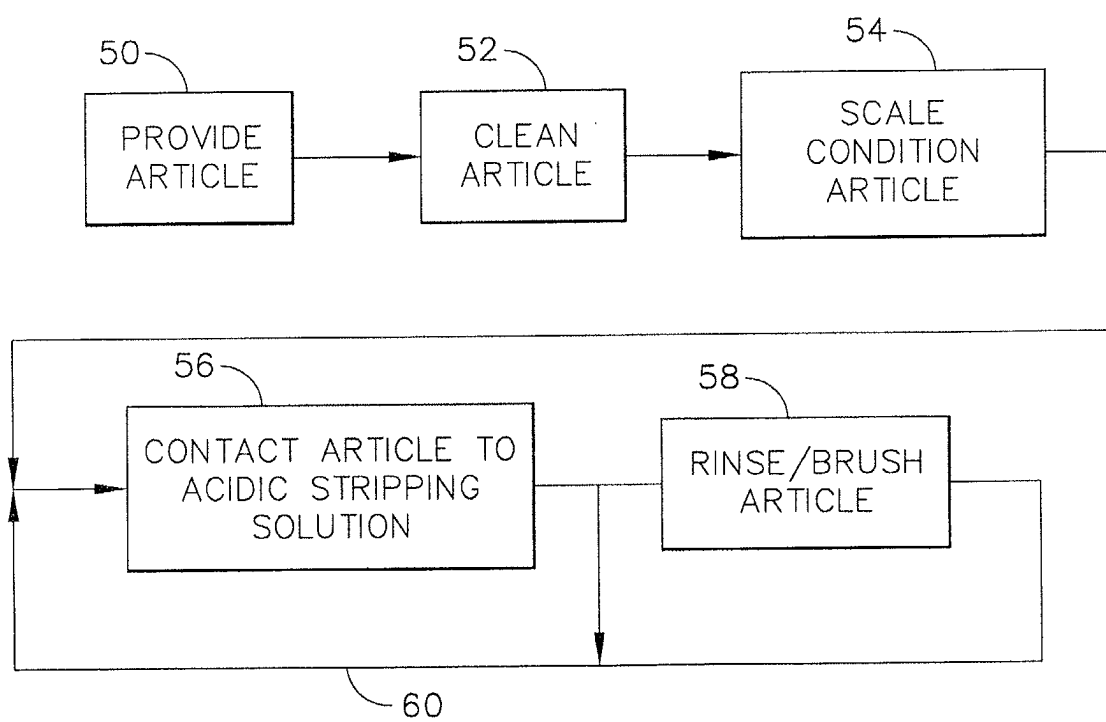 50
PROVIDE
ARTICLE
52
CLEAN
ARTICLE
54
SCALE
CONDITION
ARTICLE
56
CONTACT ARTICLE TO
ACIDIC STRIPPING
SOLUTION
58
RINSE/BRUSH
ARTICLE
60